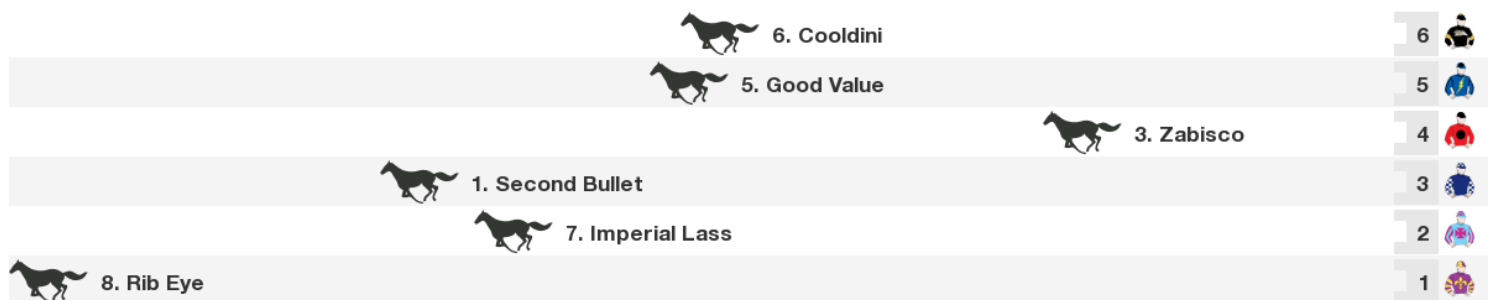 6. Cooldini 6
5. Good Value 5
3. Zabisco 4
1. Second Bullet 3
7. Imperial Lass 2
8. Rib Eye 1